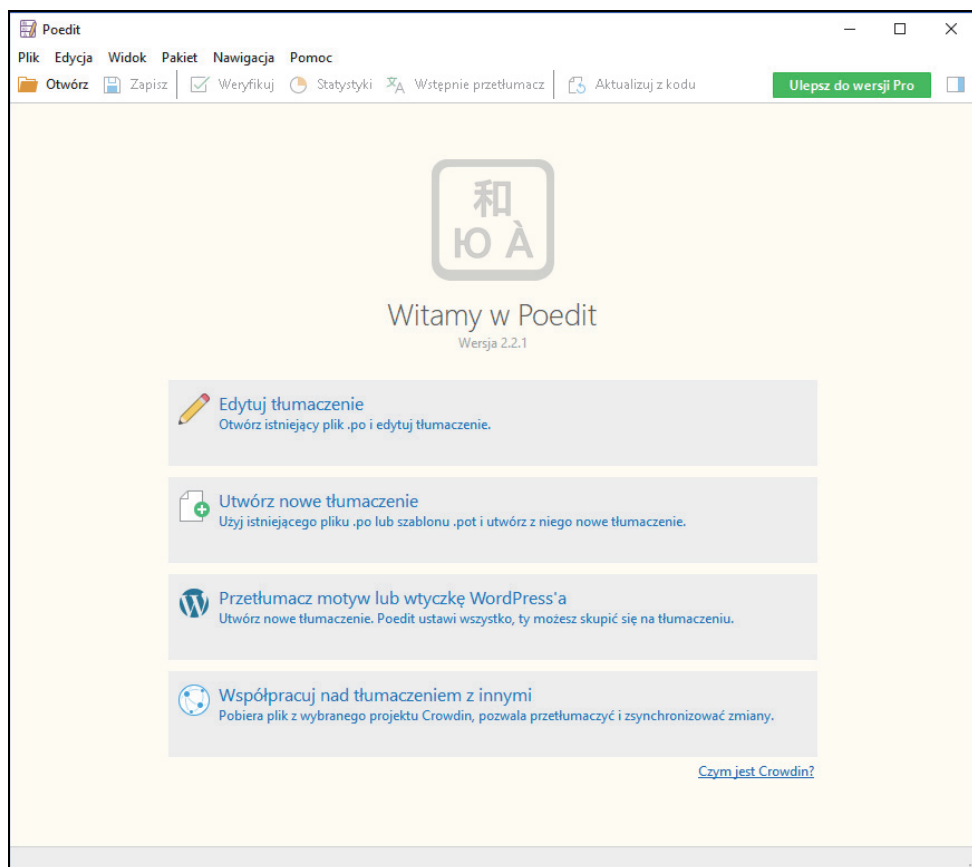 Poedit
Plik Edycja Widok Pakiet Nawigacja Pomoc
Otwórz Zapisz Weryfikuj Statystyki Wstępnie przetłumacz Aktualizuj z kodu Ulepsz do wersji Pro
和
Ю À
Witamy w Poedit
Wersja 2.2.1
Edytuj tłumaczenie
Otwórz istniejący plik .po i edytuj tłumaczenie.
Utwórz nowe tłumaczenie
Użyj istniejącego pliku .po lub szablonu .pot i utwórz z niego nowe tłumaczenie.
Przetłumacz motyw lub wtyczkę WordPress'a
Utwórz nowe tłumaczenie. Poedit ustawi wszystko, ty możesz skupić się na tłumaczeniu.
Współpracuj nad tłumaczeniem z innymi
Pobiera plik z wybranego projektu Crowdin, pozwala przetłumaczyć i zsynchronizować zmiany.
Czym jest Crowdin?